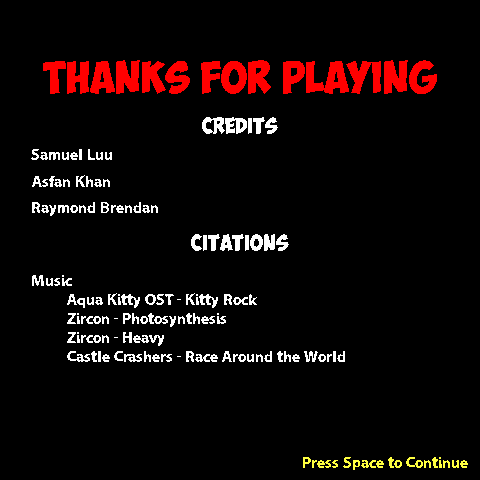 THANKS FOR PLAYING
CREDITS
Samuel Luu
Asfan Khan
Raymond Brendan
CITATIONS
Music
Aqua Kitty OST - Kitty Rock
Zircon - Photosynthesis
Zircon - Heavy
Castle Crashers - Race Around the World
Press Space to Continue